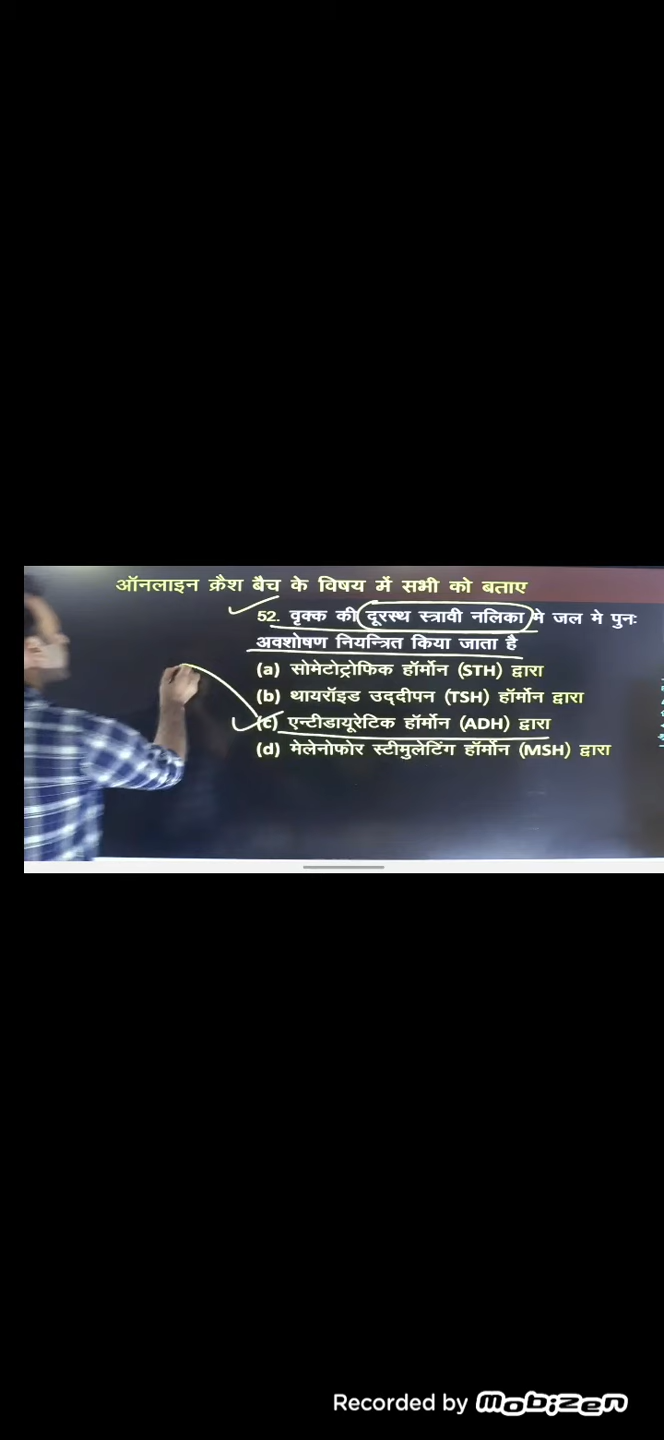 ऑनलाइन क्रैश बैच के विषय में सभी को बताए
52. वृक्क की दूरस्थ स्त्रावी नलिका मे जल मे पुनः
अवशोषण नियन्त्रित किया जाता है
(a) सोमेटोट्रोफिक हॉर्मोन (STH) द्वारा
(b) थायरॉइड उद्दीपन (TSH) हॉर्मोन द्वारा
(c) एन्टीडायूरेटिक हॉर्मोन (ADH) द्वारा
(d) मेलेनोफोर स्टीमुलेटिंग हॉर्मोन (MSH) द्वारा
Recorded by Mobizen